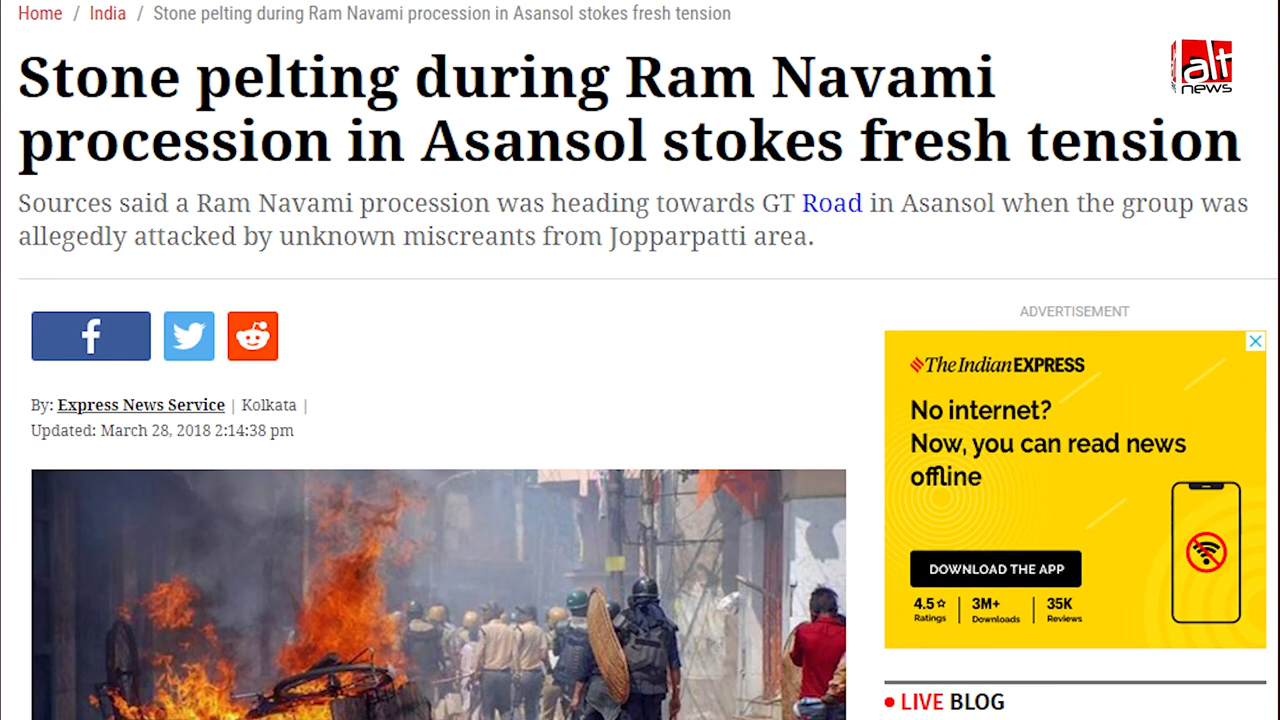 Home / India / Stone pelting during Ram Navami procession in Asansol stokes fresh tension
alt
news
Stone pelting during Ram Navami
procession in Asansol stokes fresh tension
Sources said a Ram Navami procession was heading towards GT Road in Asansol when the group was
allegedly attacked by unknown miscreants from Jopparpatti area.
By: Express News Service | Kolkata |
Updated: March 28, 2018 2:14:38 pm
ADVERTISEMENT
The Indian EXPRESS
No internet?
Now, you can read news
offline
DOWNLOAD THE APP
4.5☆ | 3M+ | 35K
Ratings Downloads Reviews
LIVE BLOG